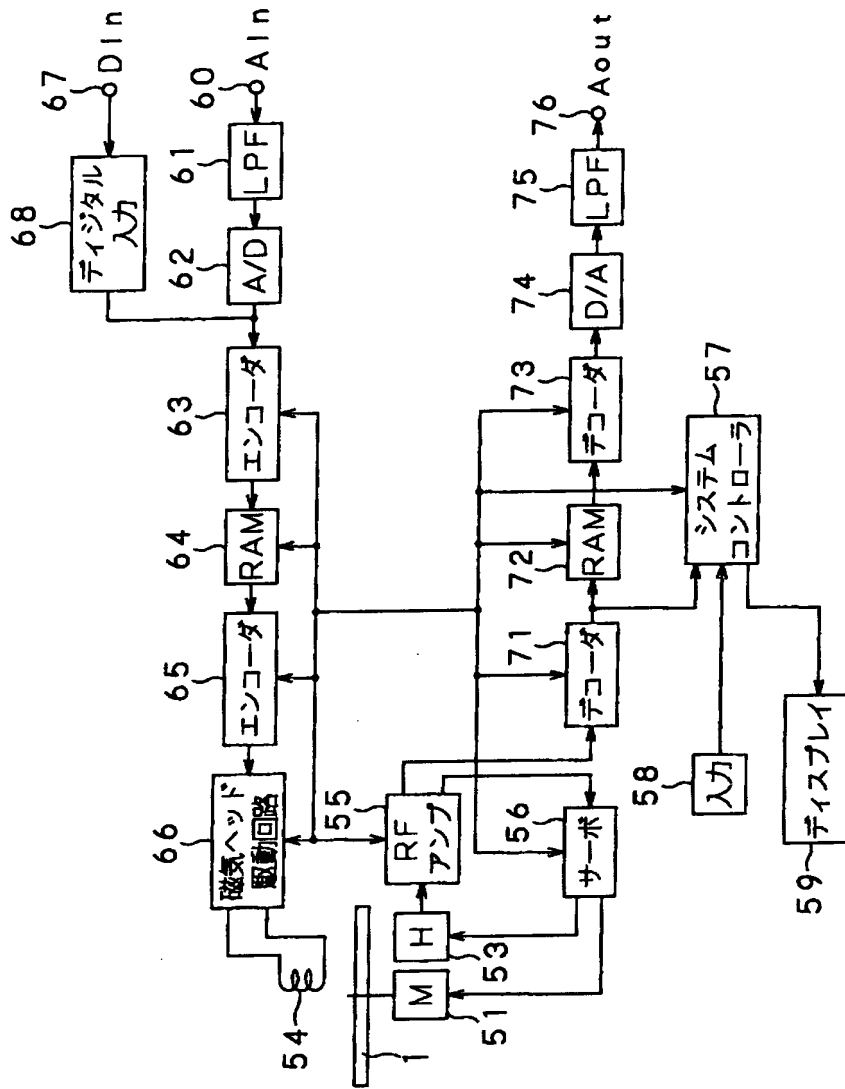 67
DIn
68
ディジタル
入力
60
AIn
61
LPF
62
A/D
63
エンコーダ
64
RAM
65
エンコーダ
66
磁気ヘッド
駆動回路
54
1
M
51
H
53
55
RF
アンプ
56
サーボ
71
デコーダ
72
RAM
73
デコーダ
74
D/A
75
LPF
76
Aout
57
システム
コントローラ
58
入力
59
ディスプレイ